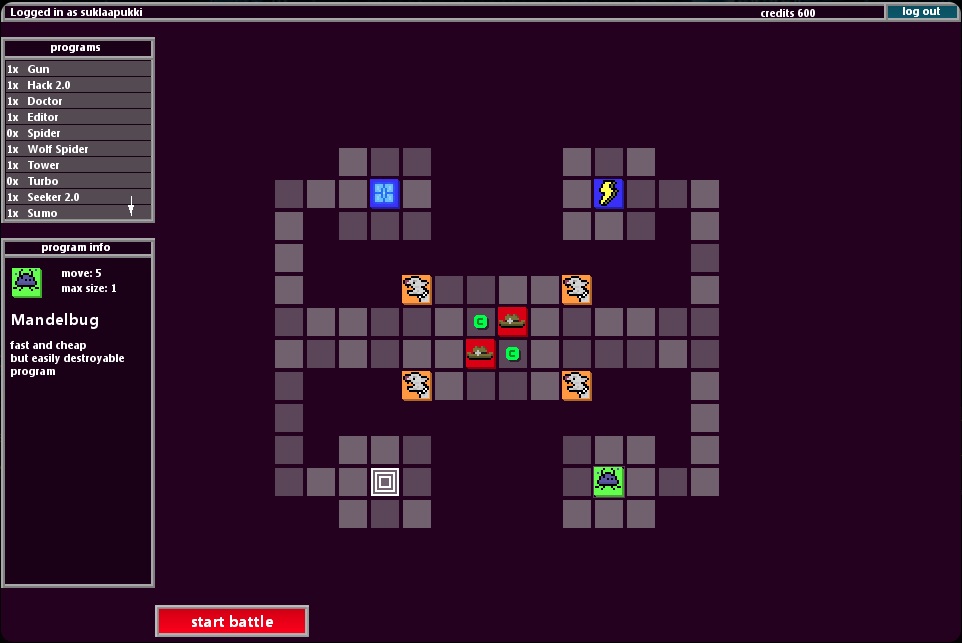 Logged in as suklaapukki
credits 600
log out
programs
1x Gun
1x Hack 2.0
1x Doctor
1x Editor
0x Spider
1x Wolf Spider
1x Tower
0x Turbo
1x Seeker 2.0
1x Sumo
program info
move: 5
max size: 1
Mandelbug
fast and cheap
but easily destroyable
program
C
C
start battle